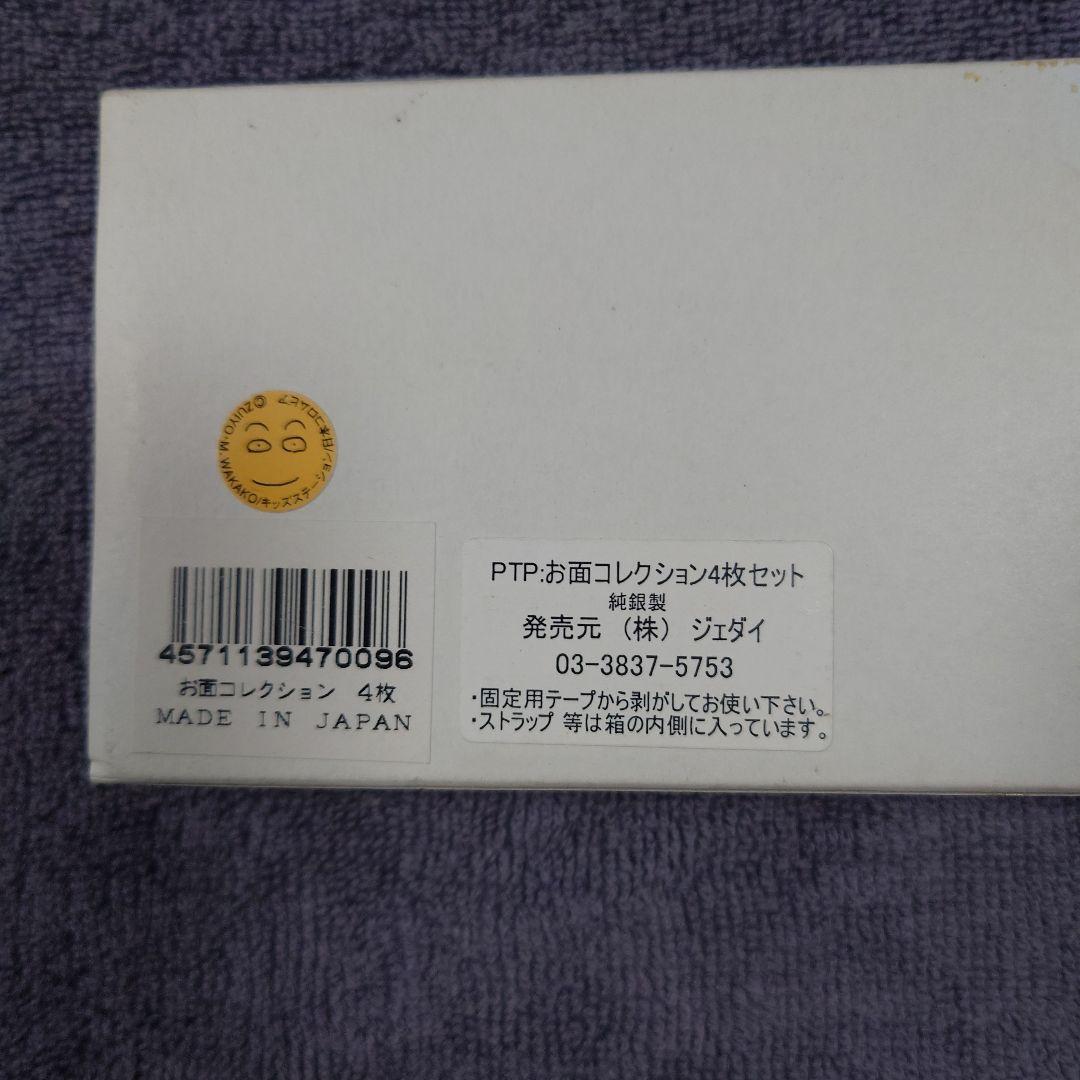 ©ZUIYO・M.WAKAKO/キッズステーション/日本コロムビア
4571139470096
お面コレクション 4枚
MADE IN JAPAN
PTP:お面コレクション4枚セット
純銀製
発売元 (株) ジェダイ
03-3837-5753
・固定用テープから剥がしてお使い下さい。
・ストラップ 等は箱の内側に入っています。